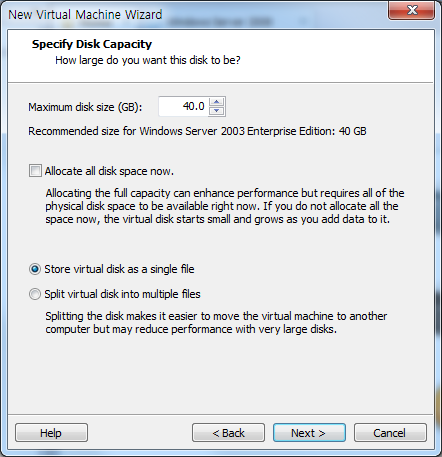 New Virtual Machine Wizard
Specify Disk Capacity
How large do you want this disk to be?
Maximum disk size (GB): 40.0
Recommended size for Windows Server 2003 Enterprise Edition: 40 GB
Allocate all disk space now.
Allocating the full capacity can enhance performance but requires all of the
physical disk space to be available right now. If you do not allocate all the
space now, the virtual disk starts small and grows as you add data to it.
Store virtual disk as a single file
Split virtual disk into multiple files
Splitting the disk makes it easier to move the virtual machine to another
computer but may reduce performance with very large disks.
Help < Back Next > Cancel